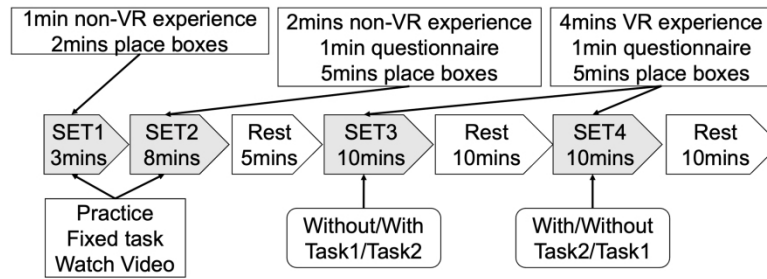 1min non-VR experience
2mins place boxes
2mins non-VR experience
1min questionnaire
5mins place boxes
4mins VR experience
1min questionnaire
5mins place boxes
SET1
3mins
SET2
8mins
Rest
5mins
SET3
10mins
Rest
10mins
SET4
10mins
Rest
10mins
Practice
Fixed task
Watch Video
Without/With
Task1/Task2
With/Without
Task2/Task1